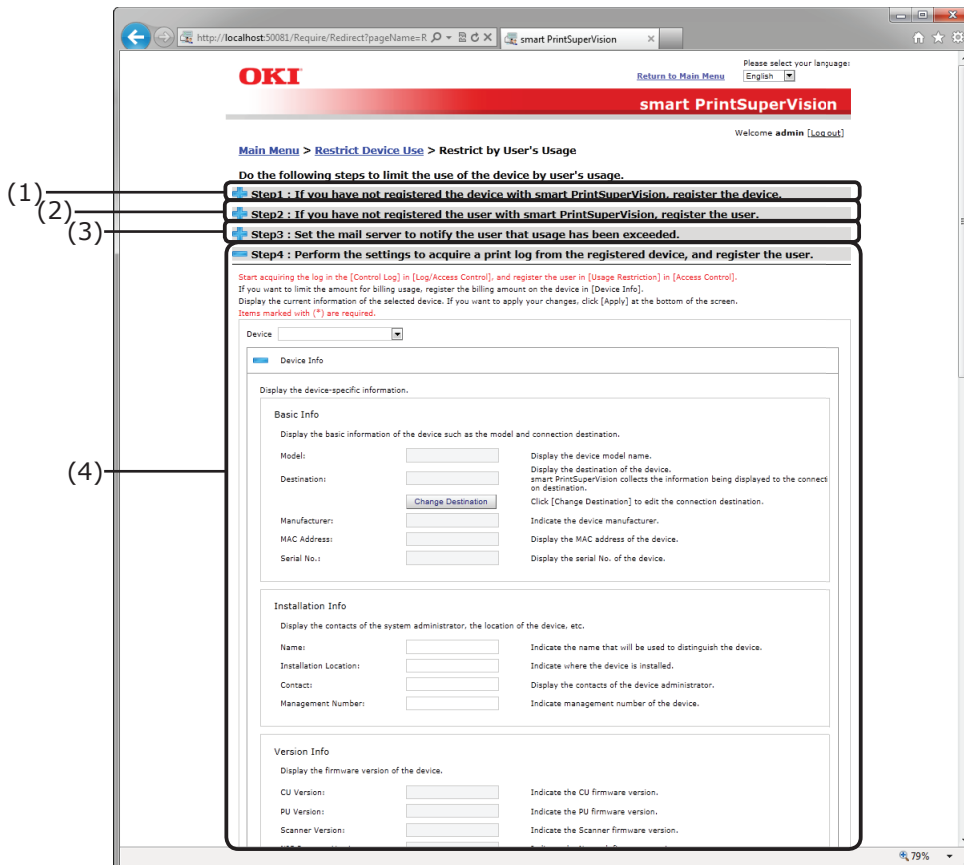 http://localhost:50081/Require/Redirect?pageName=R
smart PrintSuperVision
Please select your language:
OKI
Return to Main Menu
English
smart PrintSuperVision
Welcome admin [Log out]
Main Menu > Restrict Device Use > Restrict by User's Usage
Do the following steps to limit the use of the device by user's usage.
(1)
Step1 : If you have not registered the device with smart PrintSuperVision, register the device.
(2)
Step2 : If you have not registered the user with smart PrintSuperVision, register the user.
(3)
Step3 : Set the mail server to notify the user that usage has been exceeded.
Step4 : Perform the settings to acquire a print log from the registered device, and register the user.
Start acquiring the log in the [Control Log] in [Log/Access Control], and register the user in [Usage Restriction] in [Access Control].
If you want to limit the amount for billing usage, register the billing amount on the device in [Device Info].
Display the current information of the selected device. If you want to apply your changes, click [Apply] at the bottom of the screen.
Items marked with (*) are required.
Device
Device Info
Display the device-specific information.
Basic Info
Display the basic information of the device such as the model and connection destination.
Model: Display the device model name.
(4)
Display the destination of the device.
Destination: smart PrintSuperVision collects the information being displayed to the connecti
on destination.
Change Destination Click [Change Destination] to edit the connection destination.
Manufacturer: Indicate the device manufacturer.
MAC Address: Display the MAC address of the device.
Serial No.: Display the serial No. of the device.
Installation Info
Display the contacts of the system administrator, the location of the device, etc.
Name: Indicate the name that will be used to distinguish the device.
Installation Location: Indicate where the device is installed.
Contact: Display the contacts of the device administrator.
Management Number: Indicate management number of the device.
Version Info
Display the firmware version of the device.
CU Version: Indicate the CU firmware version.
PU Version: Indicate the PU firmware version.
Scanner Version: Indicate the Scanner firmware version.
79%